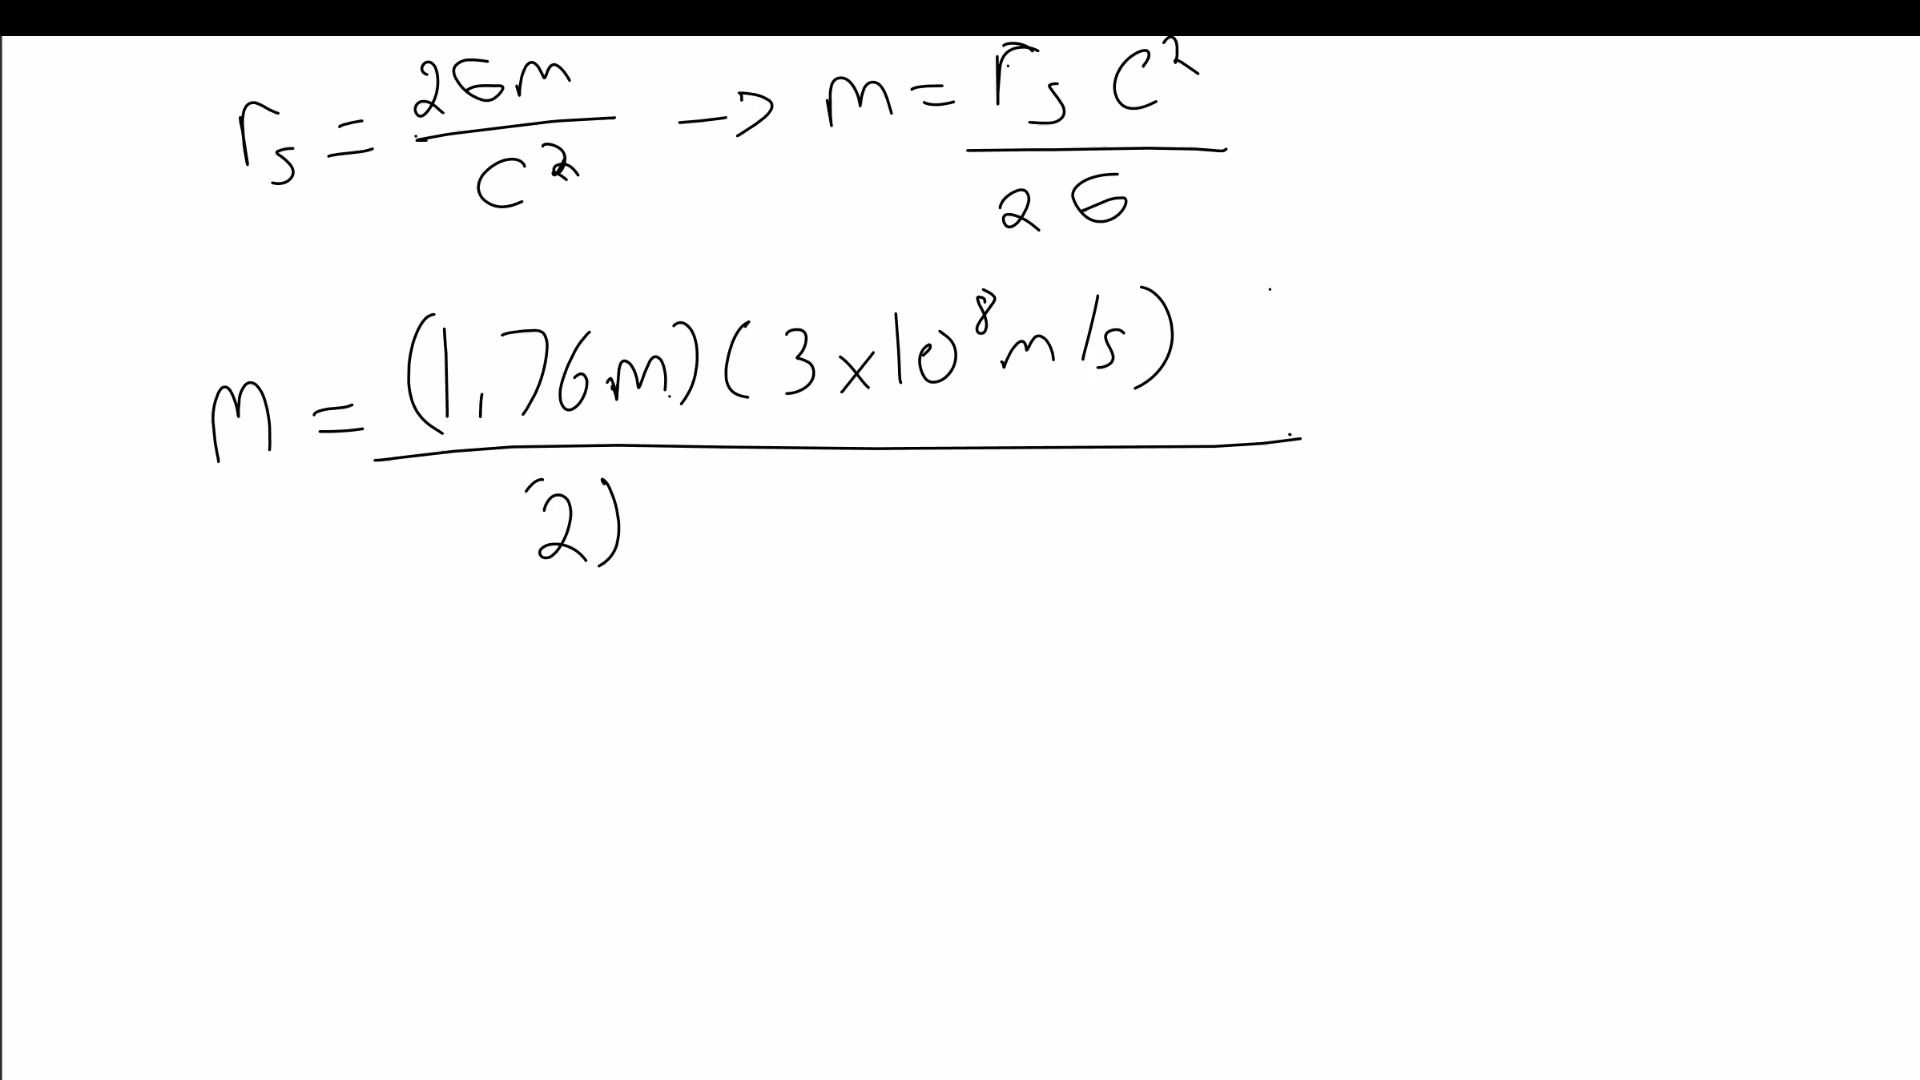 rs = 2Gm / c² -> m = rs c² / 2G
m = (1,76m)(3x10⁸m/s) / (2)